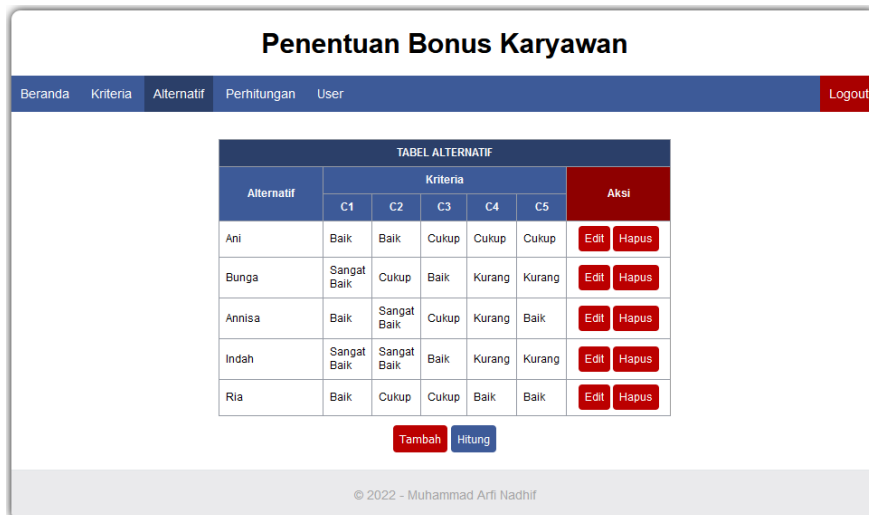 Penentuan Bonus Karyawan
Beranda Kriteria Alternatif Perhitungan User Logout
TABEL ALTERNATIF
Alternatif Kriteria Aksi
C1 C2 C3 C4 C5
Ani Baik Baik Cukup Cukup Cukup Edit Hapus
Bunga Sangat Baik Cukup Baik Kurang Kurang Edit Hapus
Annisa Baik Sangat Baik Cukup Kurang Baik Edit Hapus
Indah Sangat Baik Sangat Baik Baik Kurang Kurang Edit Hapus
Ria Baik Cukup Cukup Baik Baik Edit Hapus
Tambah Hitung
© 2022 - Muhammad Arfi Nadhif